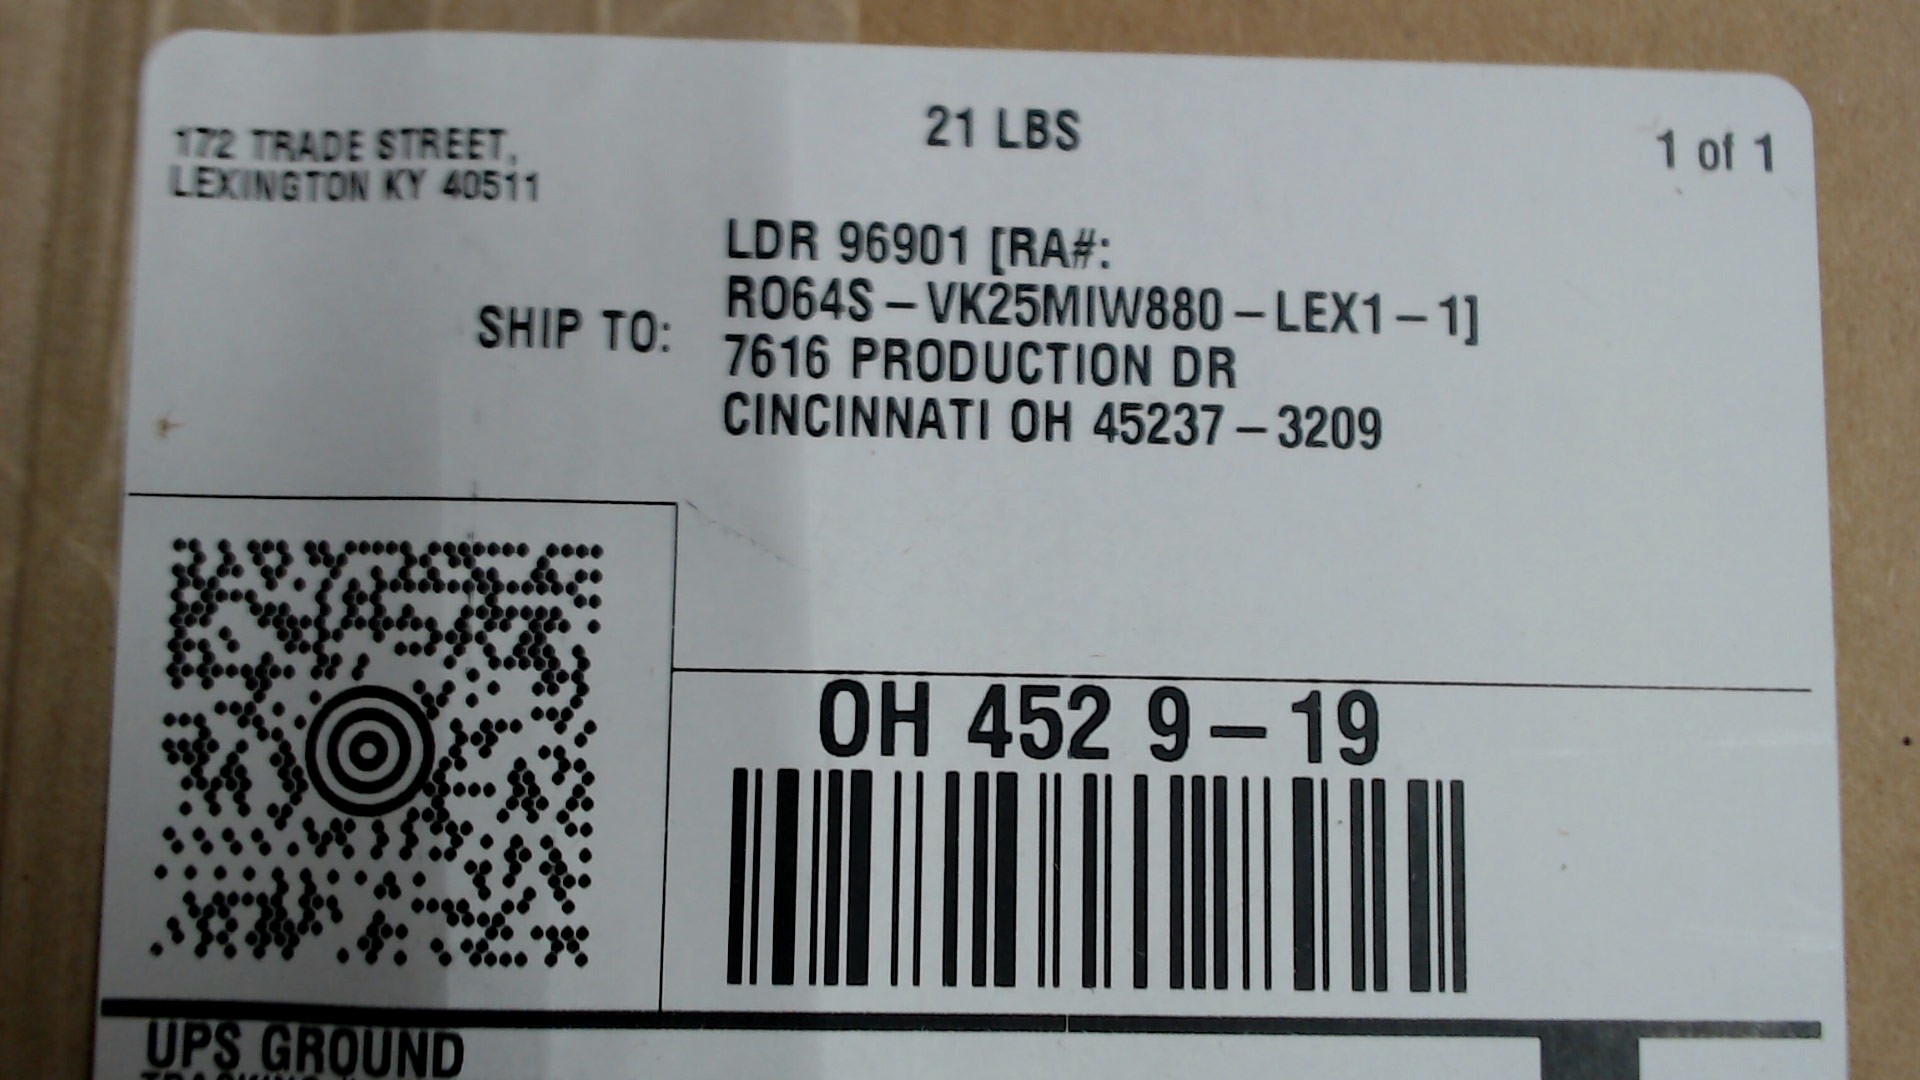 172 TRADE STREET,
LEXINGTON KY 40511
21 LBS
1 of 1
SHIP TO:
LDR 96901 [RA#:
RO64S-VK25MIW880-LEX1-1]
7616 PRODUCTION DR
CINCINNATI OH 45237-3209
OH 452 9-19
UPS GROUND
TRACKING #